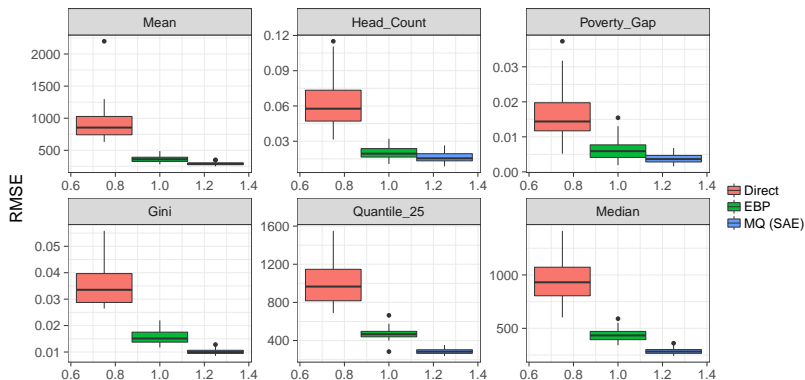 Mean
Head_Count
Poverty_Gap
2000
1500
1000
500
0.12
0.09
0.06
0.03
0.03
0.02
0.01
0.00
0.6 0.8 1.0 1.2 1.4
0.6 0.8 1.0 1.2 1.4
0.6 0.8 1.0 1.2 1.4
RMSE
Gini
Quantile_25
Median
0.05
0.04
0.03
0.02
0.01
1600
1200
800
400
1000
500
0.6 0.8 1.0 1.2 1.4
0.6 0.8 1.0 1.2 1.4
0.6 0.8 1.0 1.2 1.4
Direct
EBP
MQ (SAE)